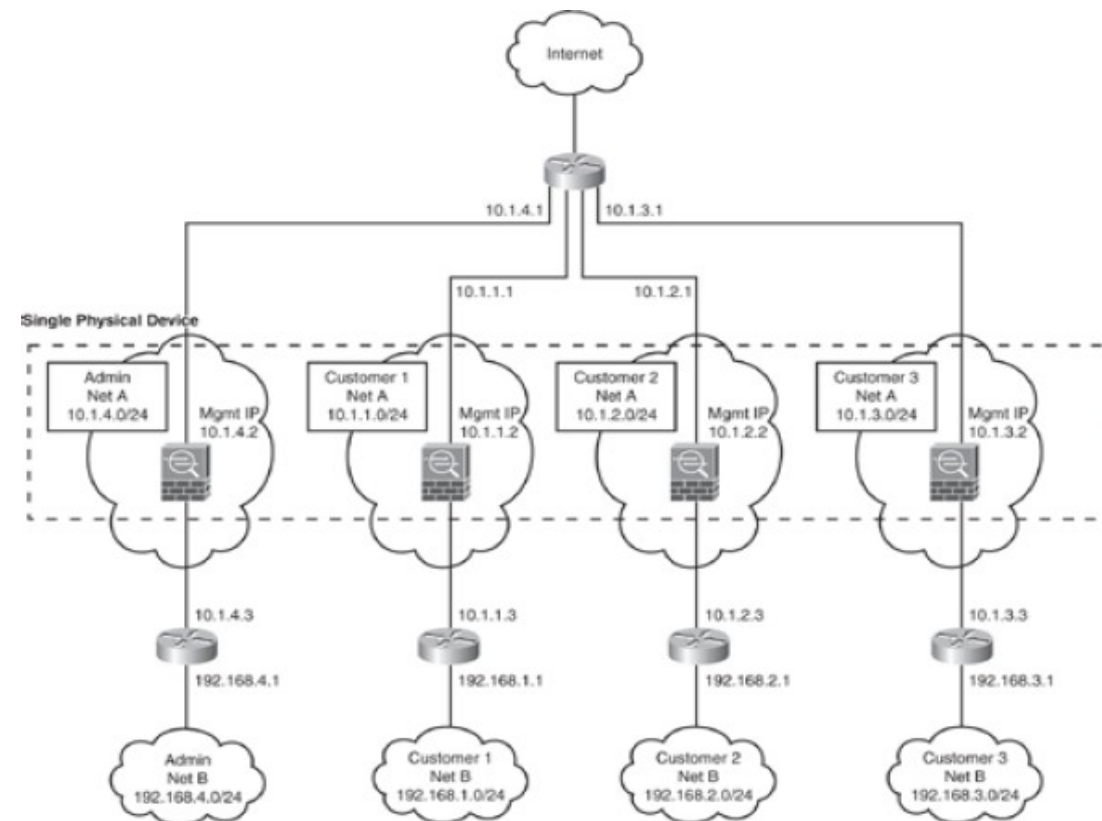 Internet
10.1.4.1
10.1.3.1
10.1.1.1
10.1.2.1
Single Physical Device
Admin
Net A
10.1.4.0/24
Mgmt IP
10.1.4.2
Customer 1
Net A
10.1.1.0/24
Mgmt IP
10.1.1.2
Customer 2
Net A
10.1.2.0/24
Mgmt IP
10.1.2.2
Customer 3
Net A
10.1.3.0/24
Mgmt IP
10.1.3.2
10.1.4.3
10.1.1.3
10.1.2.3
10.1.3.3
192.168.4.1
192.168.1.1
192.168.2.1
192.168.3.1
Admin
Net B
192.168.4.0/24
Customer 1
Net B
192.168.1.0/24
Customer 2
Net B
192.168.2.0/24
Customer 3
Net B
192.168.3.0/24